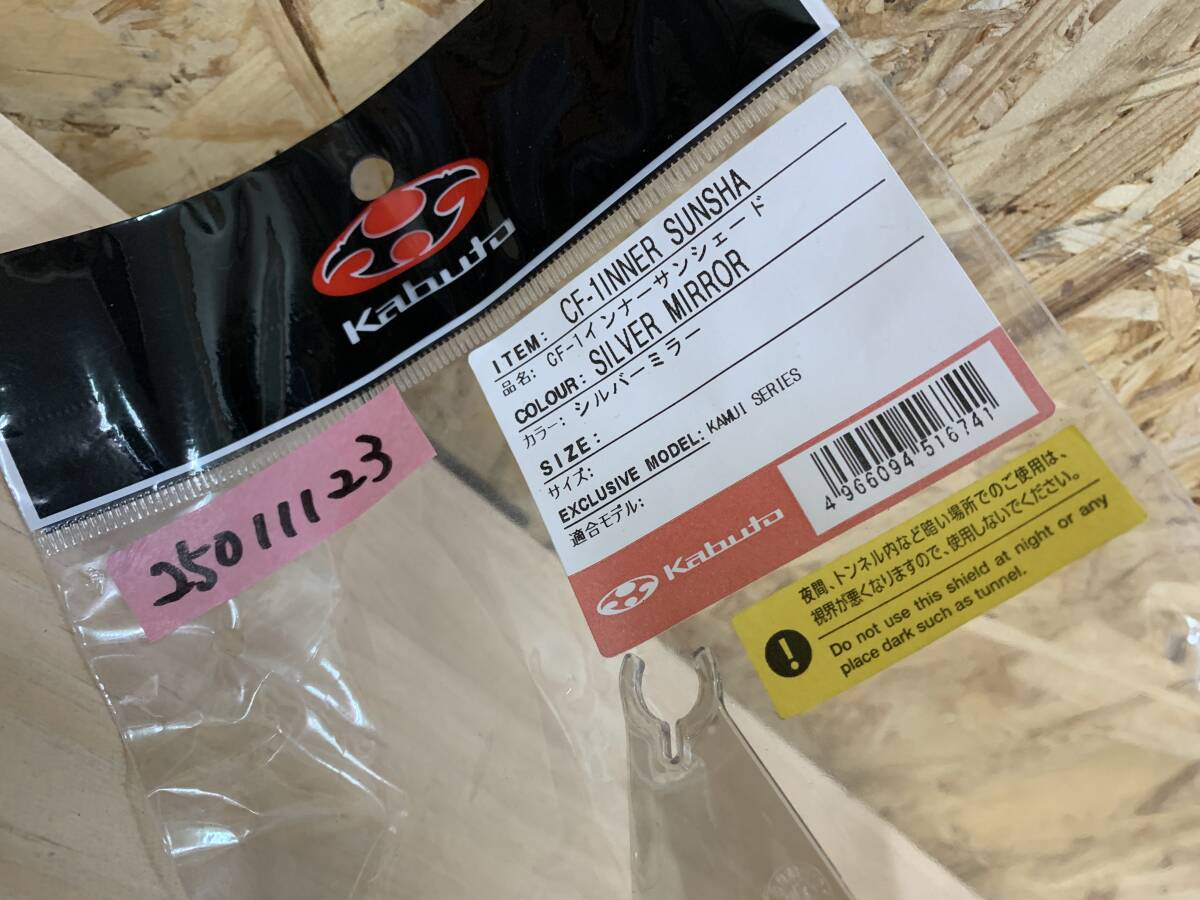 Kabuto
25011123
ITEM: CF-1INNER SUNSHA
品名: CF-1インナーサンシェード
COLOUR: SILVER MIRROR
カラー: シルバーミラー
SIZE:
サイズ:
EXCLUSIVE MODEL: KAMUI SERIES
適合モデル:
Kabuto
4966094516741
夜間、トンネル内など暗い場所でのご使用は、
視界が悪くなりますので、使用しないでください。
Do not use this shield at night or any
place dark such as tunnel.